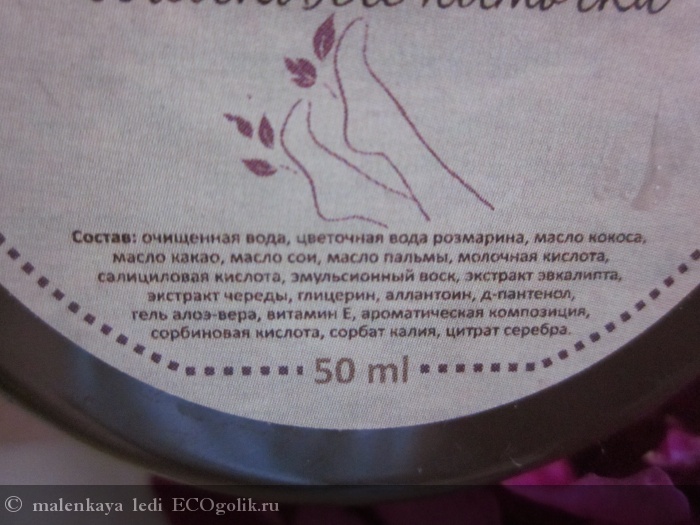 Состав: очищенная вода, цветочная вода розмарина, масло кокоса,
масло какао, масло сои, масло пальмы, молочная кислота,
салициловая кислота, эмульсионный воск, экстракт эвкалипта,
экстракт череды, глицерин, аллантоин, д-пантенол,
гель алоэ-вера, витамин Е, ароматическая композиция,
сорбиновая кислота, сорбат калия, цитрат серебра.
50 ml
© malenkaya ledi ECOgolik.ru